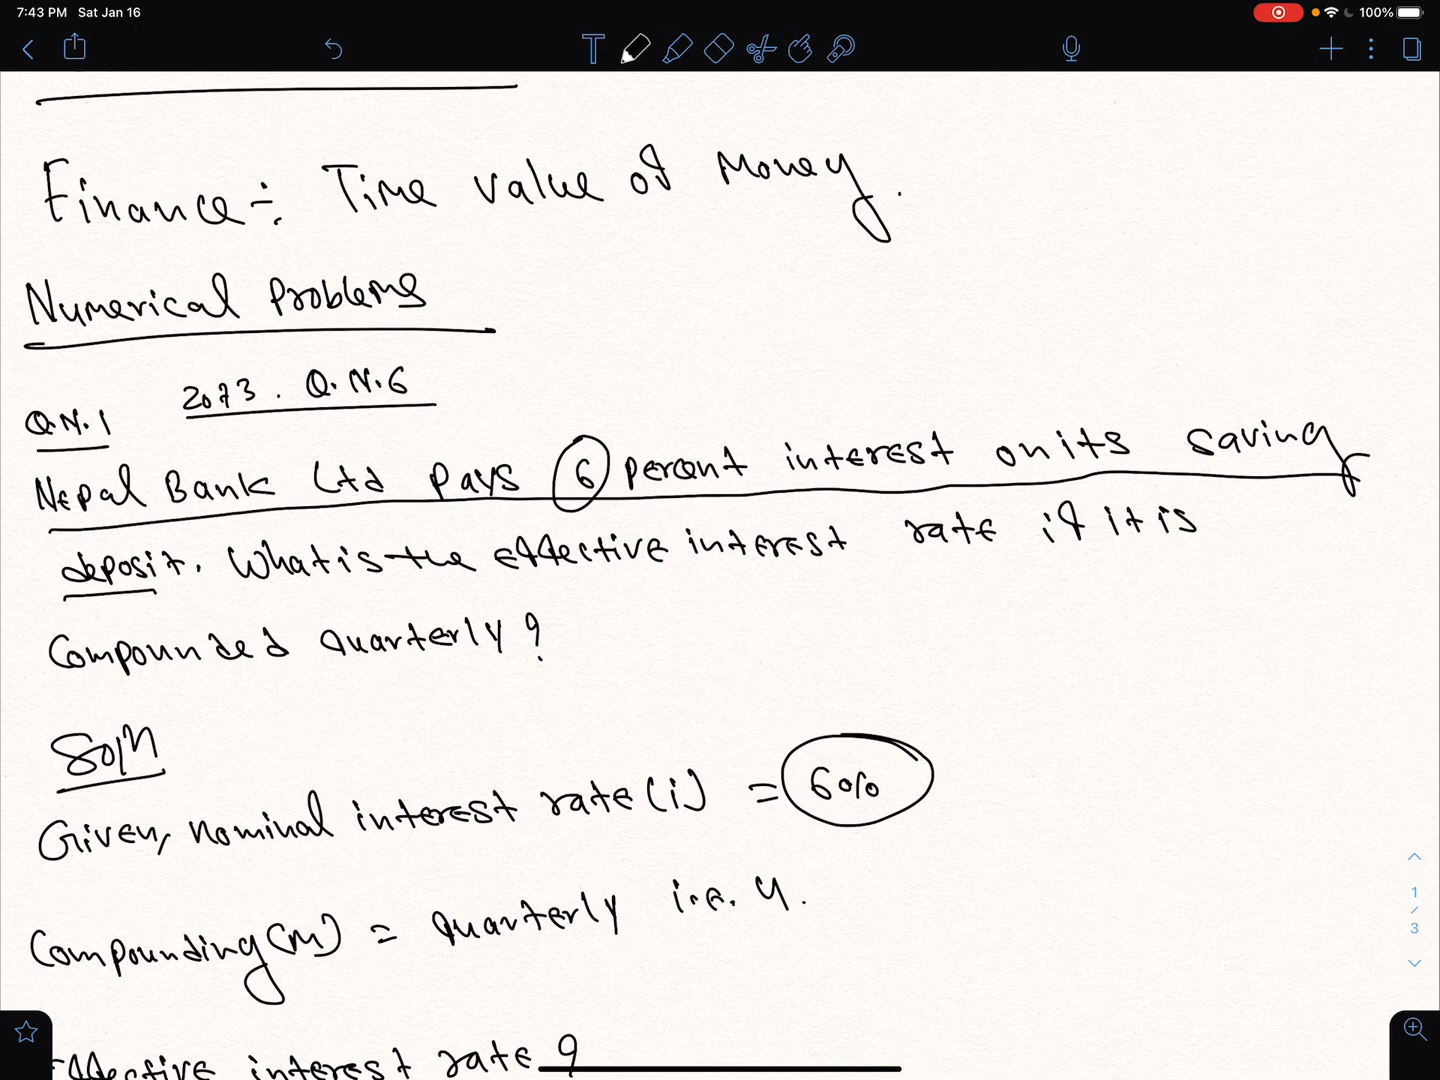 7:43 PM Sat Jan 16
100%
Finance:- Time value of Money.
Numerical Problems
Q.N.1 2073. Q.N.6
Nepal Bank Ltd Pays 6 percent interest on its saving
deposit. What is the effective interest rate if it is
Compounded quarterly?
Soln
Given, nominal interest rate (i) = 6%
Compounding (m) = quarterly i.e. 4.
Effective interest rate ?
1
/
3